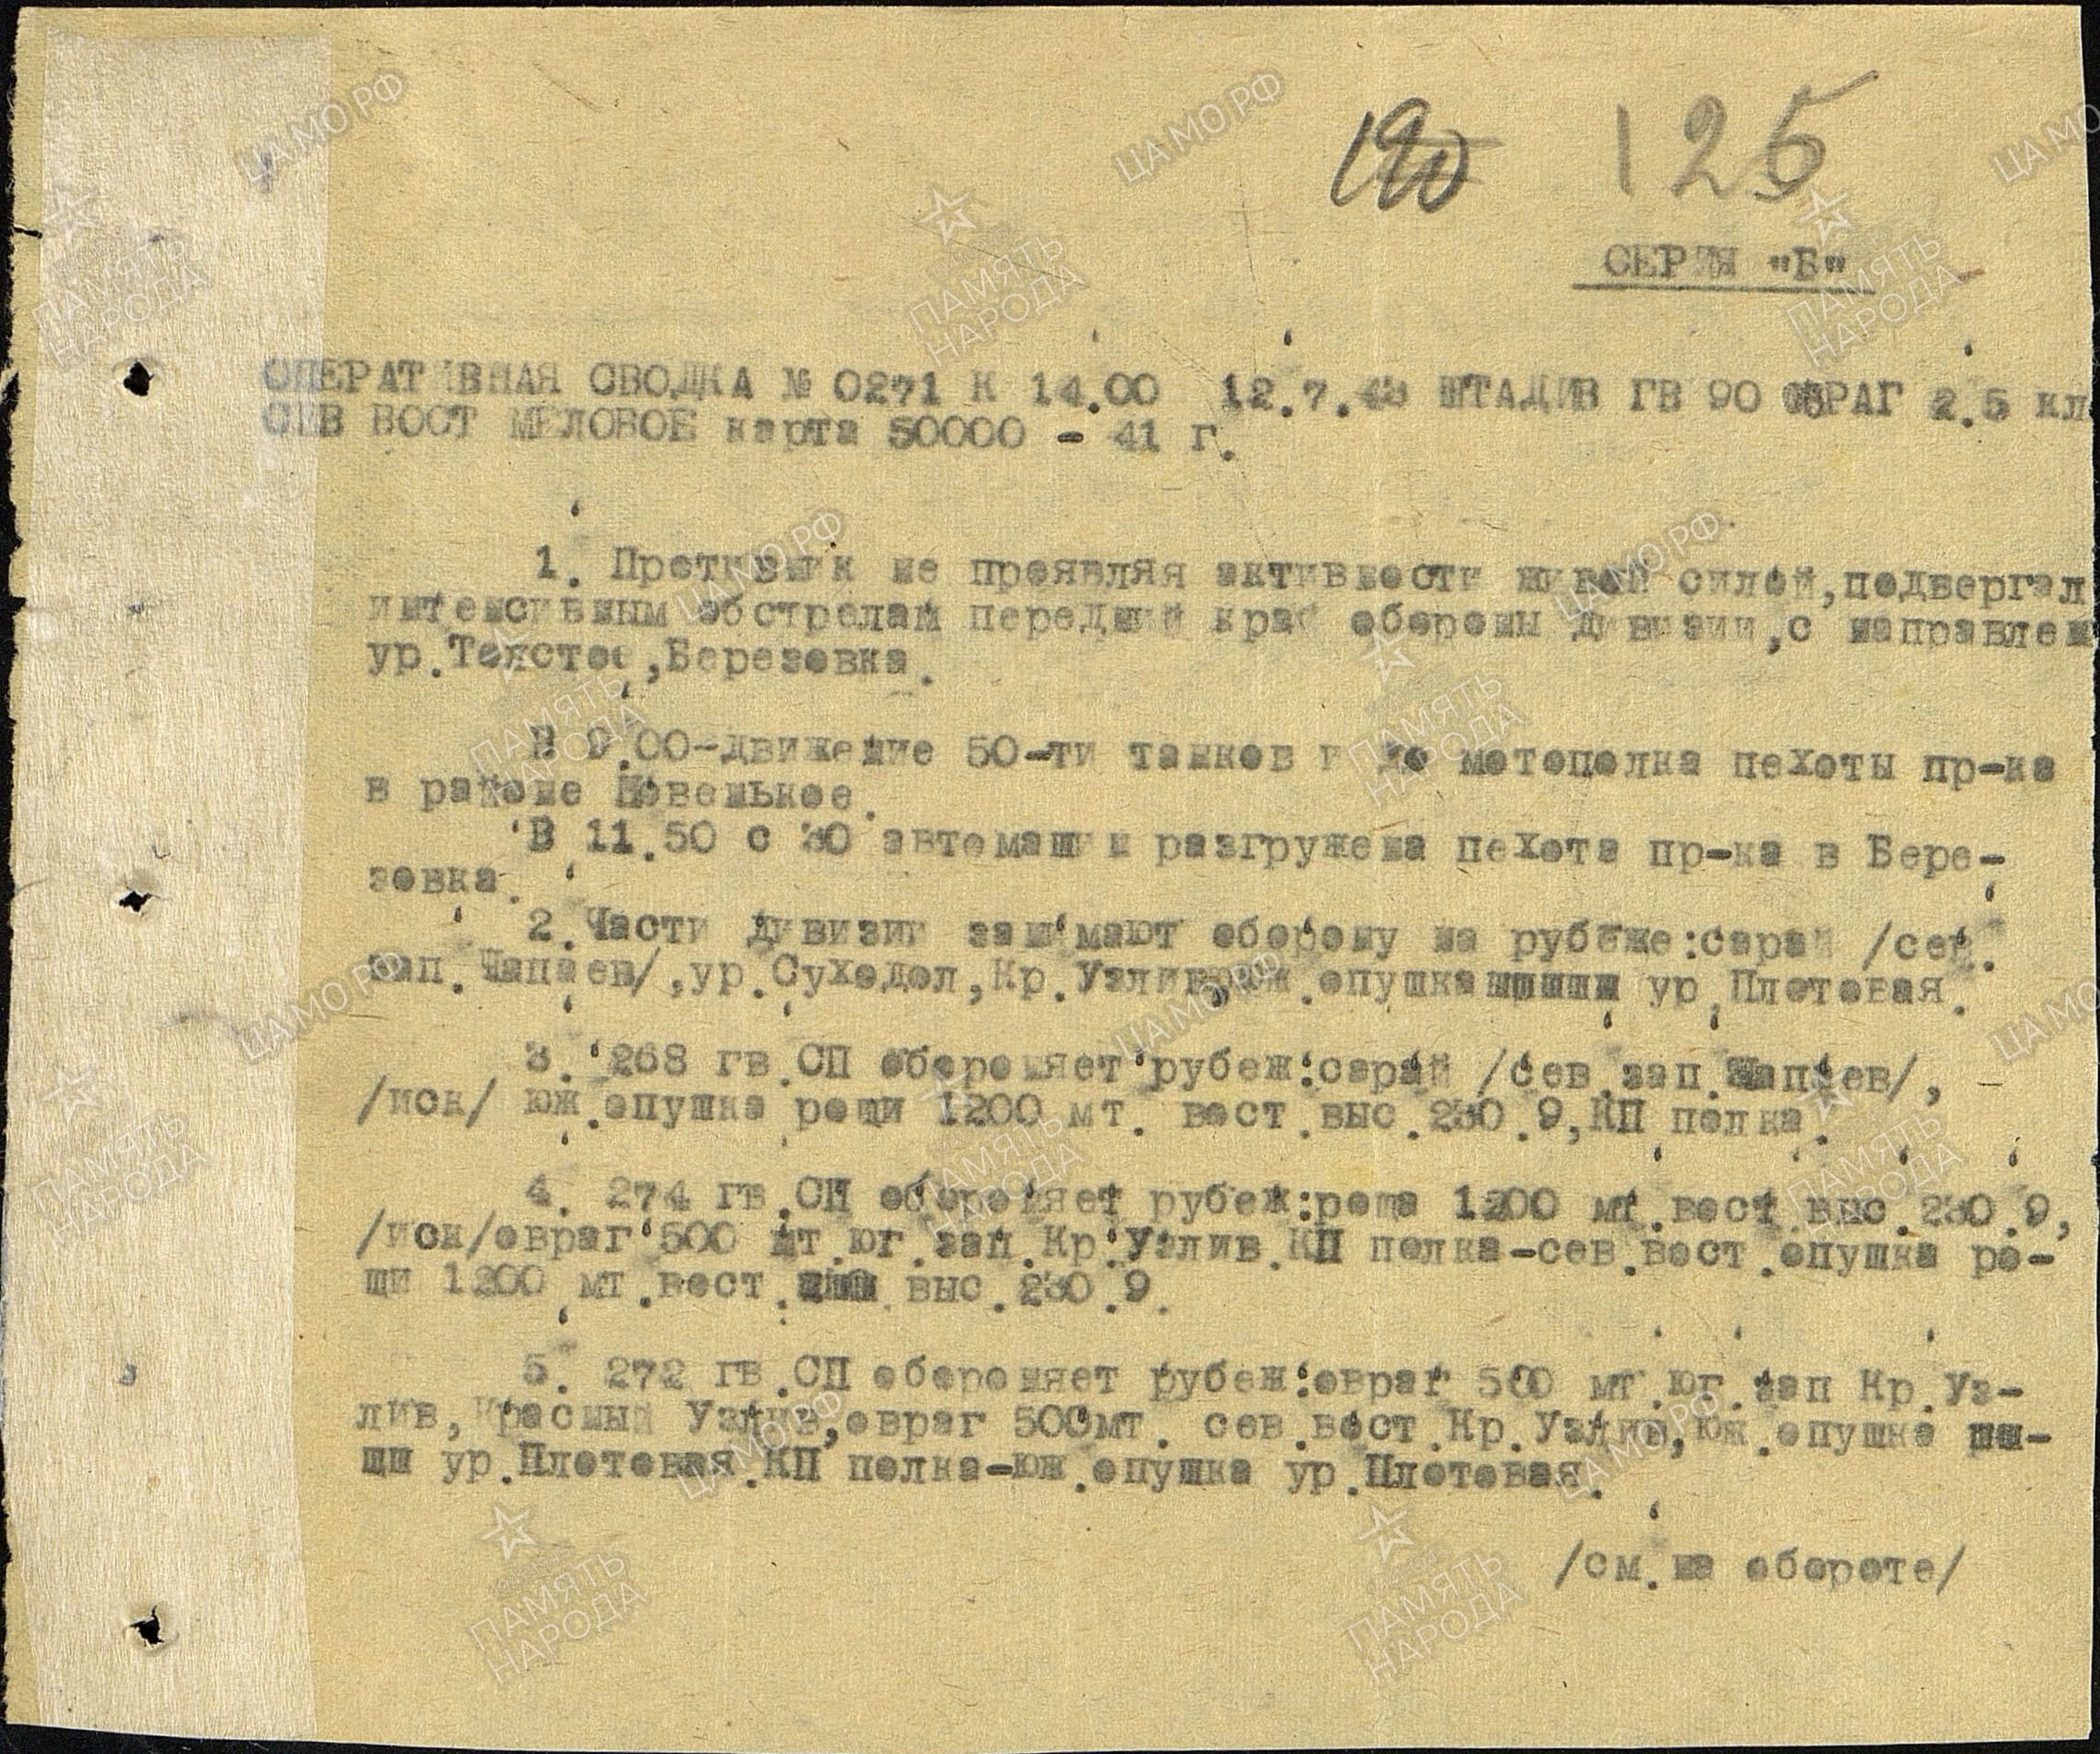 190 125
СЕРИЯ "Б"
ОПЕРАТИВНАЯ СВОДКА № 0271 К 14.00 12.7.43 ШТАДИВ ГВ 90 ОВРАГ 2.5 кл
СЕВ ВОСТ МЕЛОВОЕ карта 50000 - 41 г.
1. Противник не проявляя активности живой силой,подвергал
интенсивным обстрелам передний край обороны дивизии,с направлен
ур.Толстое,Березовка.
В 9.00-движение 50-ти танков и до мотополка пехоты пр-ка
в районе Новенькое.
В 11.50 с 30 автомашин разгружена пехота пр-ка в Бере-
зовка.
2.Части дивизии занимают оборону на рубеже:сарай /сев.
зап.Чапаев/,ур.Суходол,Кр.Узлив,юж.опушка ур.Плотовая.
3. 268 гв.СП обороняет рубеж:сарай /сев.зап.Чапаев/,
/иск/ юж.опушка рощи 1200 мт. вост.выс.230.9,КП полка.
4. 274 гв.СП обороняет рубеж:роща 1200 мт.вост.выс.230.9,
/иск/овраг 500 мт.юг.зап.Кр.Узлив.КП полка-сев.вост.опушка ро-
щи 1200 мт.вост. выс.230.9.
5. 272 гв.СП обороняет рубеж:овраг 500 мт.юг.зап Кр.Уз-
лив,Красный Узлив,овраг 500мт. сев.вост.Кр.Узлив,юж.опушка
ур.Плотовая.КП полка-юж.опушка ур.Плотовая.
/см.на обороте/